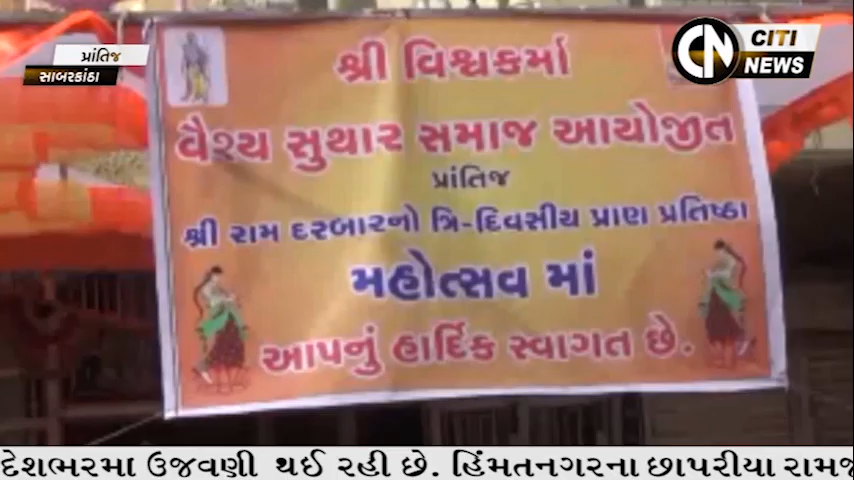 પ્રાંતિજ
સાબરકાંઠા
CN CITI NEWS
શ્રી વિશ્વકર્મા
વૈશ્ય સુથાર સમાજ આયોજીત
પ્રાંતિજ
શ્રી રામ દરબારનો ત્રિ-દિવસીય પ્રાણ પ્રતિષ્ઠા
મહોત્સવ માં
આપનું હાર્દિક સ્વાગત છે.
દેશભરમા ઉજવણી થઈ રહી છે. હિંમતનગરના છાપરીયા